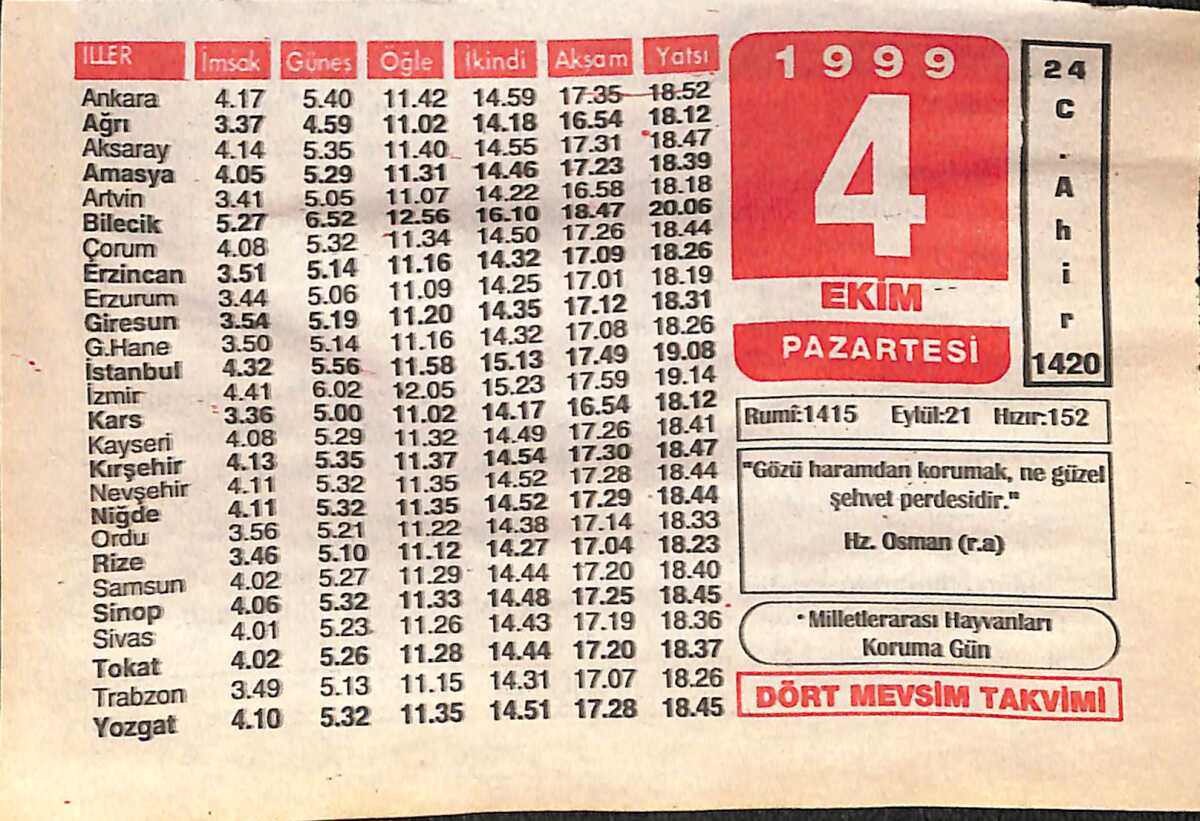 İLLER İmsak Güneş Öğle İkindi Akşam Yatsı
Ankara 4.17 5.40 11.42 14.59 17.35 18.52
Ağrı 3.37 4.59 11.02 14.18 16.54 18.12
Aksaray 4.14 5.35 11.40 14.55 17.31 18.47
Amasya 4.05 5.29 11.31 14.46 17.23 18.39
Artvin 3.41 5.05 11.07 14.22 16.58 18.18
Bilecik 5.27 6.52 12.56 16.10 18.47 20.06
Çorum 4.08 5.32 11.34 14.50 17.26 18.44
Erzincan 3.51 5.14 11.16 14.32 17.09 18.26
Erzurum 3.44 5.06 11.09 14.25 17.01 18.19
Giresun 3.54 5.19 11.20 14.35 17.12 18.31
G.Hane 3.50 5.14 11.16 14.32 17.08 18.26
İstanbul 4.32 5.56 11.58 15.13 17.49 19.08
İzmir 4.41 6.02 12.05 15.23 17.59 19.14
Kars 3.36 5.00 11.02 14.17 16.54 18.12
Kayseri 4.08 5.29 11.32 14.49 17.26 18.41
Kırşehir 4.13 5.35 11.37 14.54 17.30 18.47
Nevşehir 4.11 5.32 11.35 14.52 17.28 18.44
Niğde 4.11 5.32 11.35 14.52 17.29 18.44
Ordu 3.56 5.21 11.22 14.38 17.14 18.33
Rize 3.46 5.10 11.12 14.27 17.04 18.23
Samsun 4.02 5.27 11.29 14.44 17.20 18.40
Sinop 4.06 5.32 11.33 14.48 17.25 18.45
Sivas 4.01 5.23 11.26 14.43 17.19 18.36
Tokat 4.02 5.26 11.28 14.44 17.20 18.37
Trabzon 3.49 5.13 11.15 14.31 17.07 18.26
Yozgat 4.10 5.32 11.35 14.51 17.28 18.45
1999
4
EKİM
PAZARTESİ
24
C
.
A
h
i
r
1420
Rumî:1415 Eylül:21 Hızır:152
"Gözü haramdan korumak, ne güzel
şehvet perdesidir."
Hz. Osman (r.a)
• Milletlerarası Hayvanları
Koruma Gün
DÖRT MEVSİM TAKVİMİ